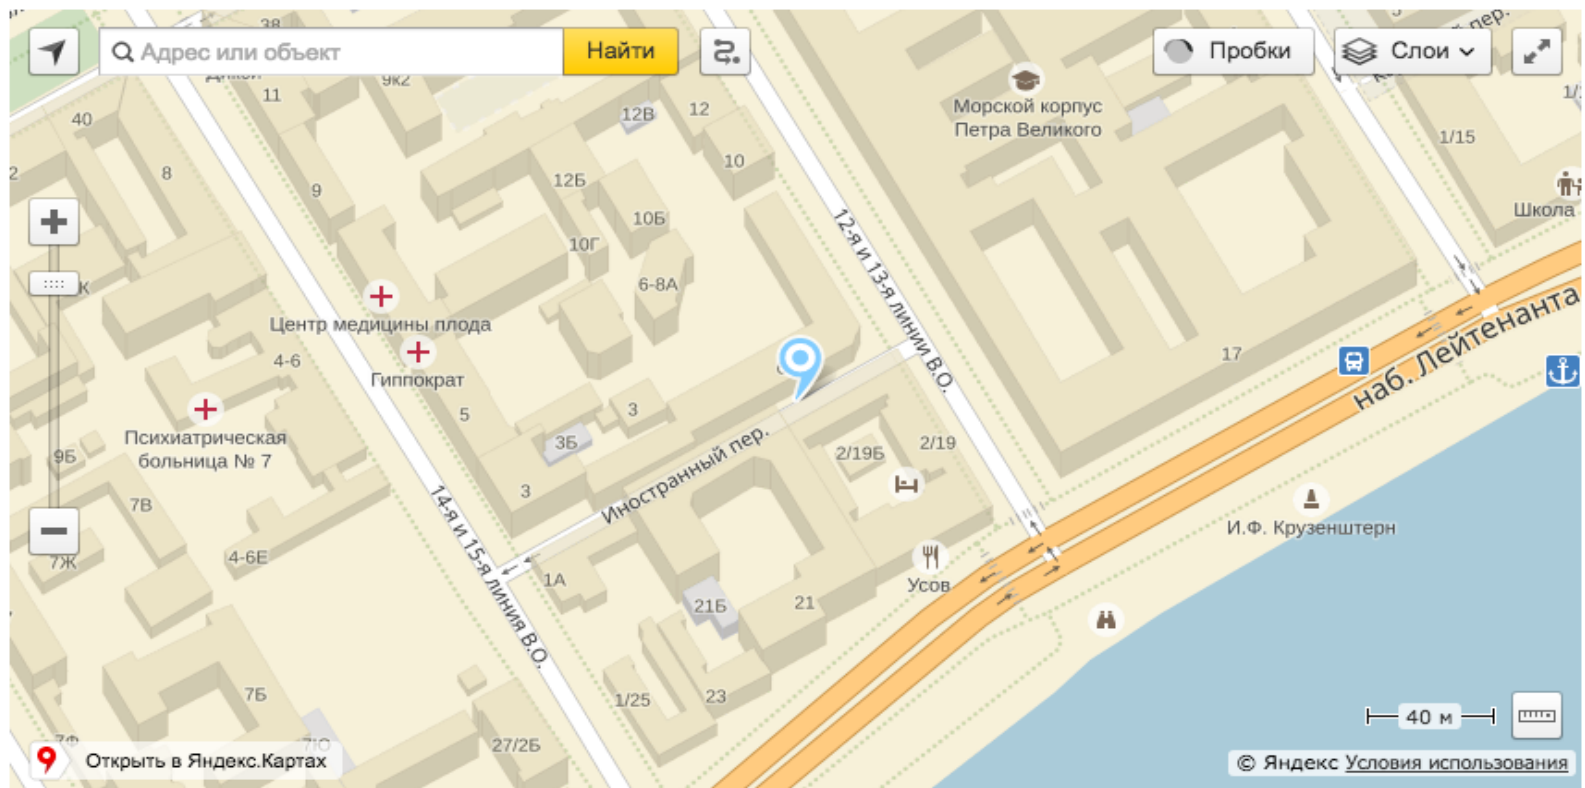 38
Адрес или объект
Найти
Пробки
Слои
Дикси
9к2
11
40
8
9
12В
12
10
12Б
10Б
10Г
6-8А
Морской корпус
Петра Великого
1/15
Школа
12-я и 13-я линии В.О.
Центр медицины плода
Гиппократ
4-6
Психиатрическая
больница № 7
5
3
3Б
3
Иностранный пер.
2/19Б
2/19
17
наб. Лейтенанта
И.Ф. Крузенштерн
Усов
9Б
7В
4-6Е
7Ж
14-я и 15-я линия В.О.
1А
21Б
21
23
1/25
27/2Б
7Б
7Ю
7Ф
Открыть в Яндекс.Картах
40 м
© Яндекс Условия использования